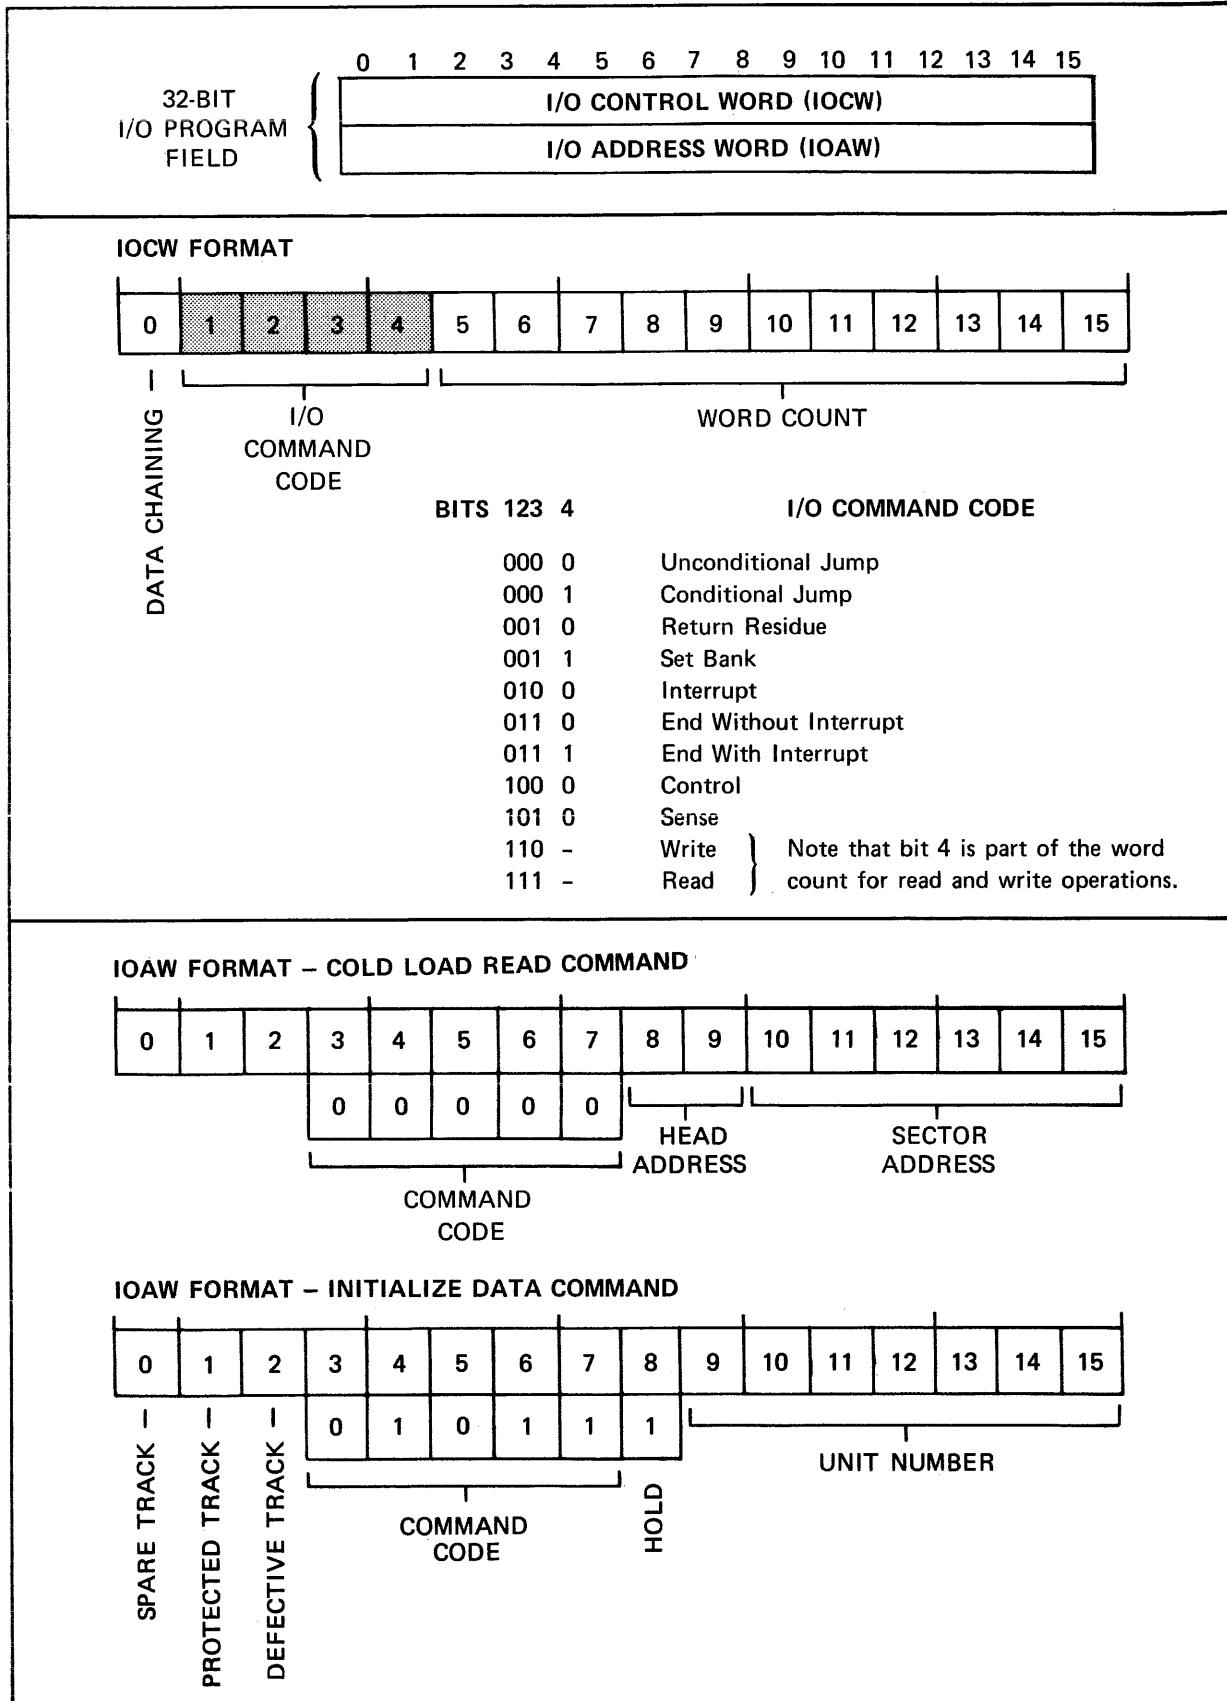 0 1 2 3 4 5 6 7 8 9 10 11 12 13 14 15
32-BIT
I/O PROGRAM
FIELD
I/O CONTROL WORD (IOCW)
I/O ADDRESS WORD (IOAW)
IOCW FORMAT
0 1 2 3 4 5 6 7 8 9 10 11 12 13 14 15
DATA CHAINING –
I/O
COMMAND
CODE
WORD COUNT
BITS 123 4 I/O COMMAND CODE
000 0 Unconditional Jump
000 1 Conditional Jump
001 0 Return Residue
001 1 Set Bank
010 0 Interrupt
011 0 End Without Interrupt
011 1 End With Interrupt
100 0 Control
101 0 Sense
110 – Write Note that bit 4 is part of the word
111 – Read count for read and write operations.
IOAW FORMAT – COLD LOAD READ COMMAND
0 1 2 3 4 5 6 7 8 9 10 11 12 13 14 15
0 0 0 0 0
HEAD
ADDRESS
SECTOR
ADDRESS
COMMAND
CODE
IOAW FORMAT – INITIALIZE DATA COMMAND
0 1 2 3 4 5 6 7 8 9 10 11 12 13 14 15
0 1 0 1 1 1
SPARE TRACK –
PROTECTED TRACK –
DEFECTIVE TRACK –
COMMAND
CODE
HOLD
UNIT NUMBER